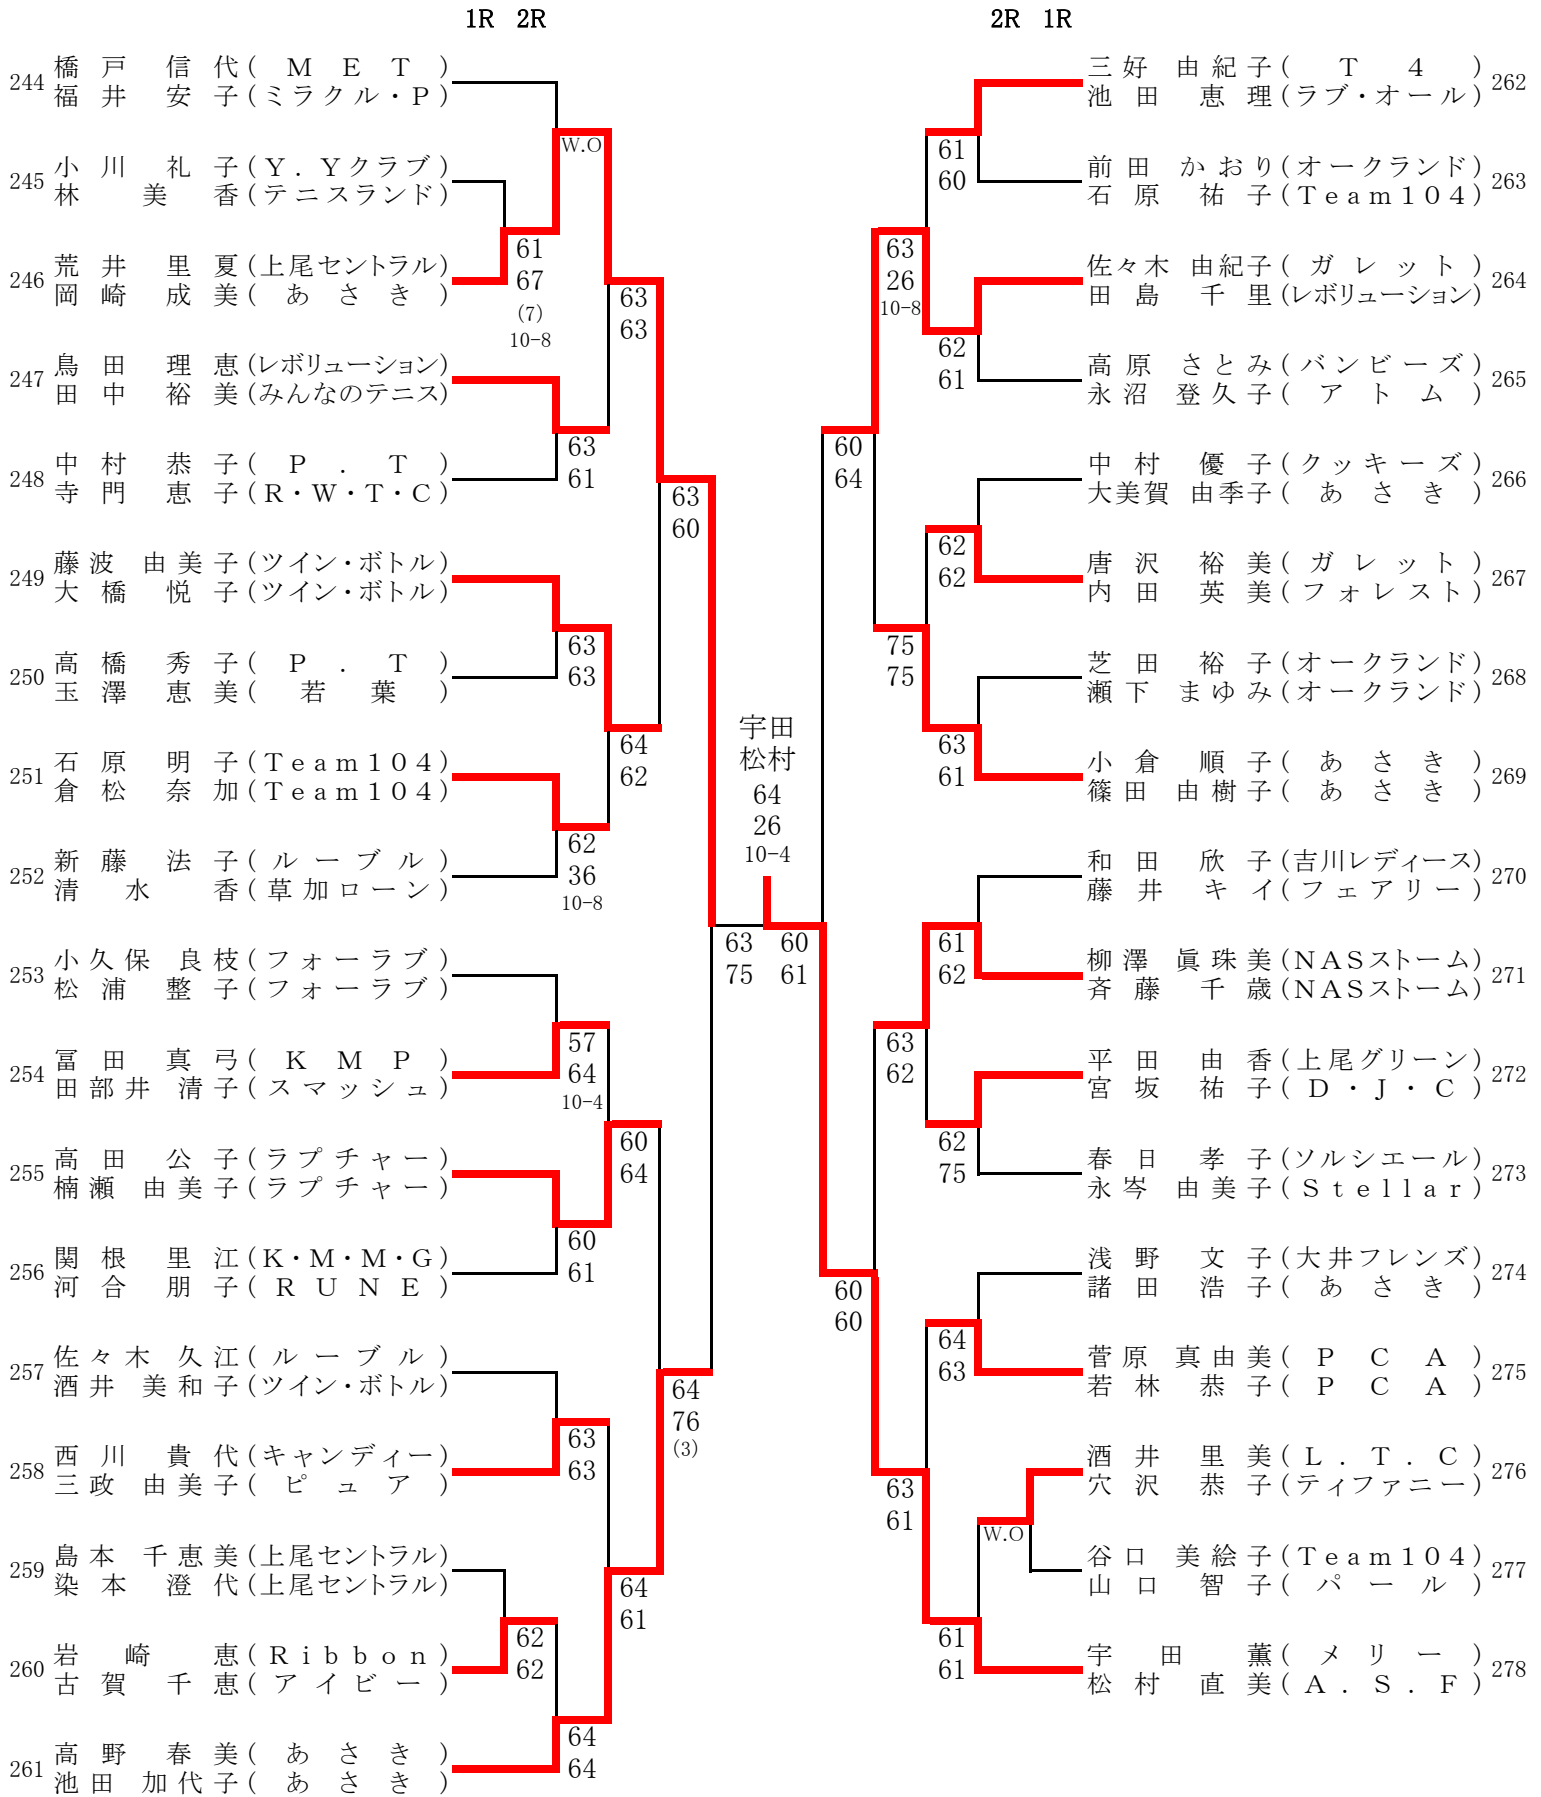 1R 2R
244 橋戸 信代(MET)
福井 安子(ミラクル・P)
W.O
245 小川 礼子(Y.Yクラブ)
林 美香(テニスランド)
61
67
(7)
10-8
246 荒井 里夏(上尾セントラル)
岡崎 成美(あさき)
63
63
247 鳥田 理恵(レボリューション)
田中 裕美(みんなのテニス)
63
61
248 中村 恭子(P.T)
寺門 恵子(R・W・T・C)
63
60
249 藤波 由美子(ツイン・ボトル)
大橋 悦子(ツイン・ボトル)
63
63
250 高橋 秀子(P.T)
玉澤 恵美(若葉)
64
62
251 石原 明子(Team104)
倉松 奈加(Team104)
62
36
10-8
252 新藤 法子(ルーブル)
清水 香(草加ローン)
63
75
253 小久保 良枝(フォーラブ)
松浦 整子(フォーラブ)
57
64
10-4
254 冨田 真弓(KMP)
田部井 清子(スマッシュ)
60
64
255 高田 公子(ラプチャー)
楠瀬 由美子(ラプチャー)
60
61
256 関根 里江(K・M・M・G)
河合 朋子(RUNE)
64
76
(3)
257 佐々木 久江(ルーブル)
酒井 美和子(ツイン・ボトル)
63
63
258 西川 貴代(キャンディー)
三政 由美子(ピュア)
64
61
259 島本 千恵美(上尾セントラル)
染本 澄代(上尾セントラル)
62
62
260 岩崎 恵(Ribbon)
古賀 千恵(アイビー)
64
64
261 高野 春美(あさき)
池田 加代子(あさき)
宇田
松村
64
26
10-4
2R 1R
三好 由紀子(T4) 262
池田 恵理(ラブ・オール)
61
60
前田 かおり(オークランド) 263
石原 祐子(Team104)
63
26
10-8
佐々木 由紀子(ガレット) 264
田島 千里(レボリューション)
62
61
高原 さとみ(バンビーズ) 265
永沼 登久子(アトム)
60
64
中村 優子(クッキーズ) 266
大美賀 由季子(あさき)
62
62
唐沢 裕美(ガレット) 267
内田 英美(フォレスト)
75
75
芝田 裕子(オークランド) 268
瀬下 まゆみ(オークランド)
63
61
小倉 順子(あさき) 269
篠田 由樹子(あさき)
60
61
和田 欣子(吉川レディース) 270
藤井 キイ(フェアリー)
61
62
柳澤 眞珠美(NASストーム) 271
斉藤 千歳(NASストーム)
63
62
平田 由香(上尾グリーン) 272
宮坂 祐子(D・J・C)
62
75
春日 孝子(ソルシエール) 273
永岑 由美子(Stellar)
60
60
浅野 文子(大井フレンズ) 274
諸田 浩子(あさき)
64
63
菅原 真由美(PCA) 275
若林 恭子(PCA)
63
61
酒井 里美(L.T.C) 276
穴沢 恭子(ティファニー)
W.O
谷口 美絵子(Team104) 277
山口 智子(パール)
61
61
宇田 薫(メリー) 278
松村 直美(A.S.F)